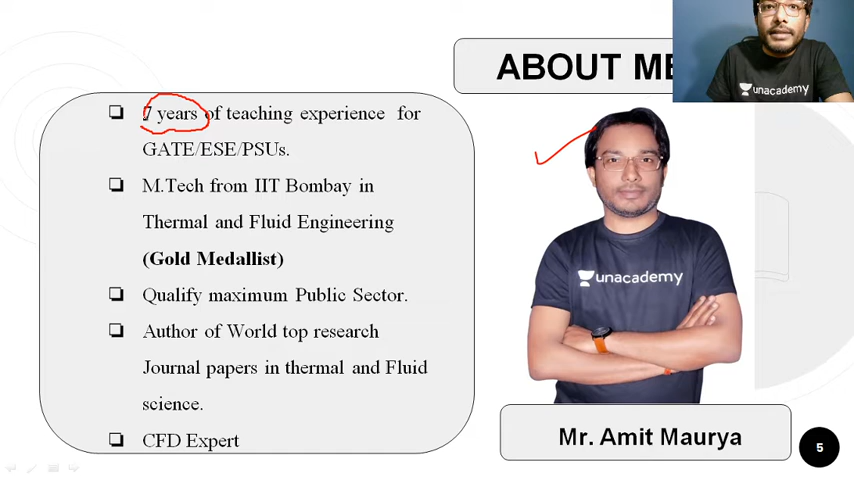 ABOUT ME
unacademy
7 years of teaching experience for
GATE/ESE/PSUs.
M.Tech from IIT Bombay in
Thermal and Fluid Engineering
(Gold Medallist)
Qualify maximum Public Sector.
Author of World top research
Journal papers in thermal and Fluid
science.
CFD Expert
unacademy
Mr. Amit Maurya
5